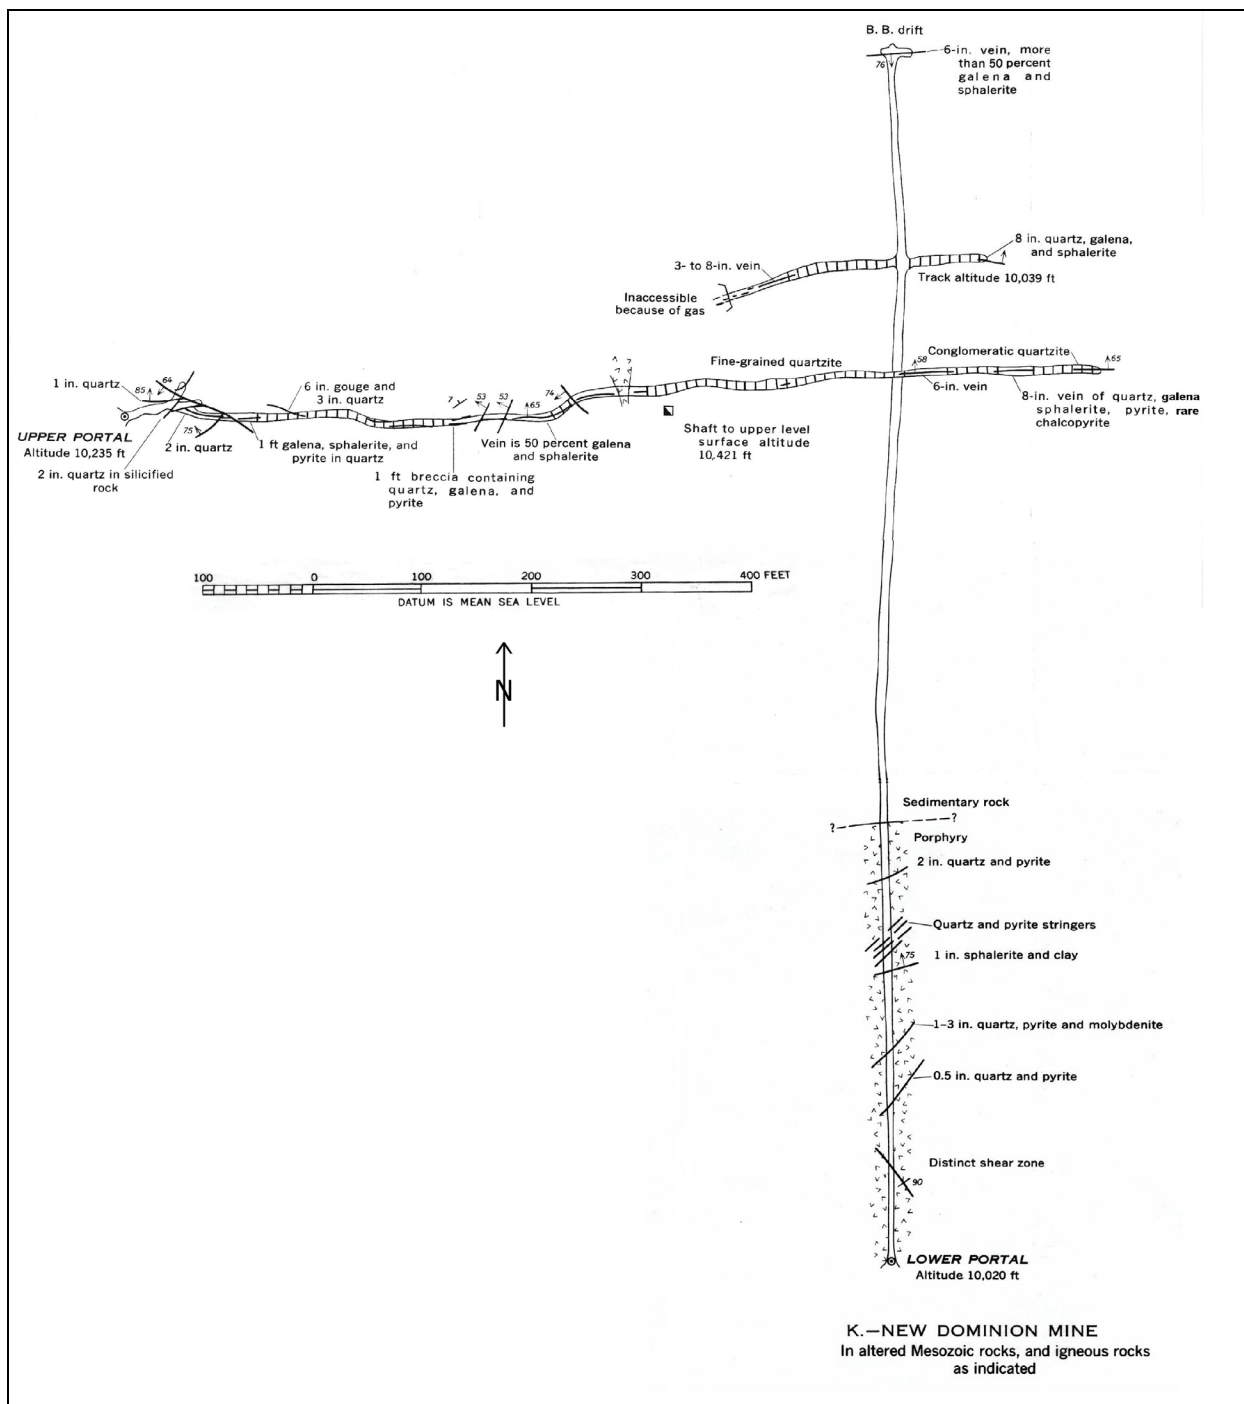 B. B. drift
6-in. vein, more
than 50 percent
galena and
sphalerite
76
8 in. quartz, galena,
and sphalerite
3- to 8-in. vein
Track altitude 10,039 ft
Inaccessible
because of gas
Fine-grained quartzite
Conglomeratic quartzite
58
65
6-in. vein
8-in. vein of quartz, galena
sphalerite, pyrite, rare
chalcopyrite
1 in. quartz
85
64
6 in. gouge and
3 in. quartz
7
53
53
65
74
UPPER PORTAL
Altitude 10,235 ft
75
2 in. quartz
1 ft galena, sphalerite, and
pyrite in quartz
Vein is 50 percent galena
and sphalerite
Shaft to upper level
surface altitude
10,421 ft
2 in. quartz in silicified
rock
1 ft breccia containing
quartz, galena, and
pyrite
100 0 100 200 300 400 FEET
DATUM IS MEAN SEA LEVEL
N
Sedimentary rock
? ?
Porphyry
2 in. quartz and pyrite
Quartz and pyrite stringers
1 in. sphalerite and clay
75
1–3 in. quartz, pyrite and molybdenite
0.5 in. quartz and pyrite
Distinct shear zone
90
LOWER PORTAL
Altitude 10,020 ft
K.—NEW DOMINION MINE
In altered Mesozoic rocks, and igneous rocks
as indicated